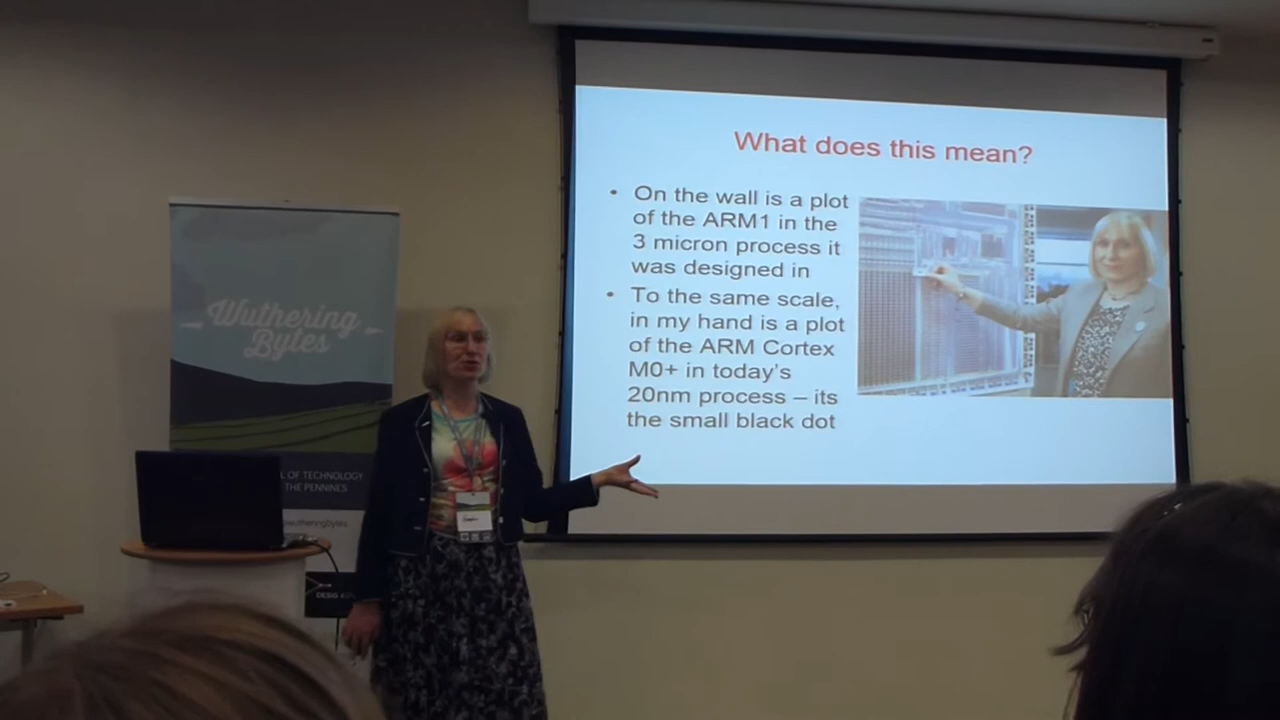 What does this mean?
• On the wall is a plot
of the ARM1 in the
3 micron process it
was designed in
• To the same scale,
in my hand is a plot
of the ARM Cortex
M0+ in today's
20nm process – its
the small black dot
Wuthering
Bytes
OF TECHNOLOGY
THE PENNINES
wutheringbytes